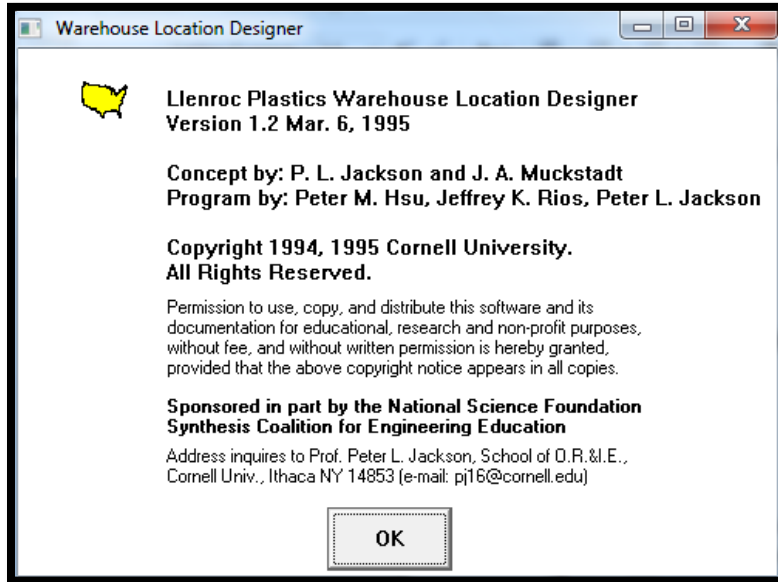 Warehouse Location Designer
Llenroc Plastics Warehouse Location Designer
Version 1.2 Mar. 6, 1995
Concept by: P. L. Jackson and J. A. Muckstadt
Program by: Peter M. Hsu, Jeffrey K. Rios, Peter L. Jackson
Copyright 1994, 1995 Cornell University.
All Rights Reserved.
Permission to use, copy, and distribute this software and its
documentation for educational, research and non-profit purposes,
without fee, and without written permission is hereby granted,
provided that the above copyright notice appears in all copies.
Sponsored in part by the National Science Foundation
Synthesis Coalition for Engineering Education
Address inquires to Prof. Peter L. Jackson, School of O.R.&I.E.,
Cornell Univ., Ithaca NY 14853 (e-mail: pj16@cornell.edu)
OK